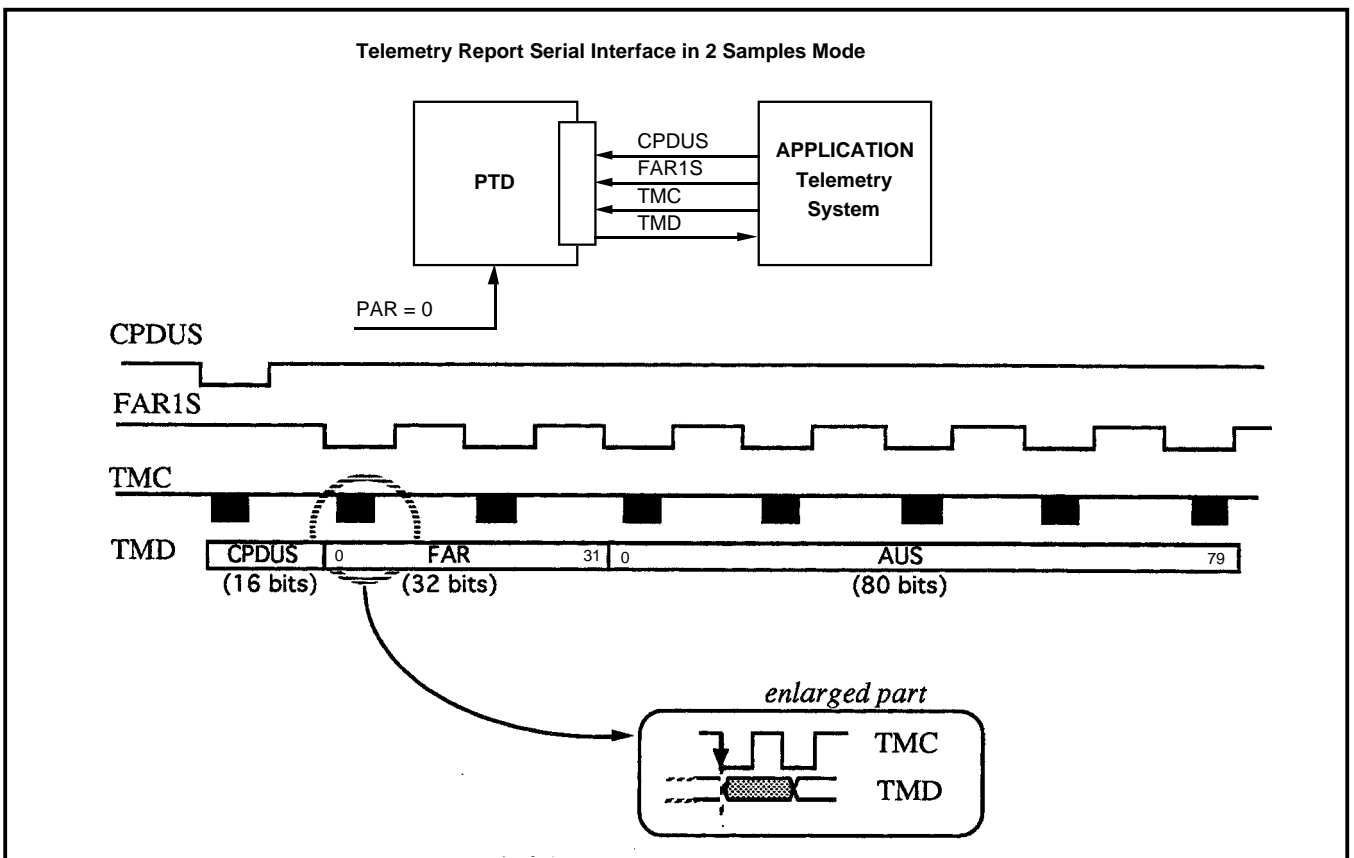 Telemetry Report Serial Interface in 2 Samples Mode
PTD
CPDUS
FAR1S
TMC
TMD
APPLICATION
Telemetry
System
PAR = 0
CPDUS
FAR1S
TMC
TMD
CPDUS 0 FAR 31 0 AUS 79
(16 bits) (32 bits) (80 bits)
enlarged part
TMC
TMD